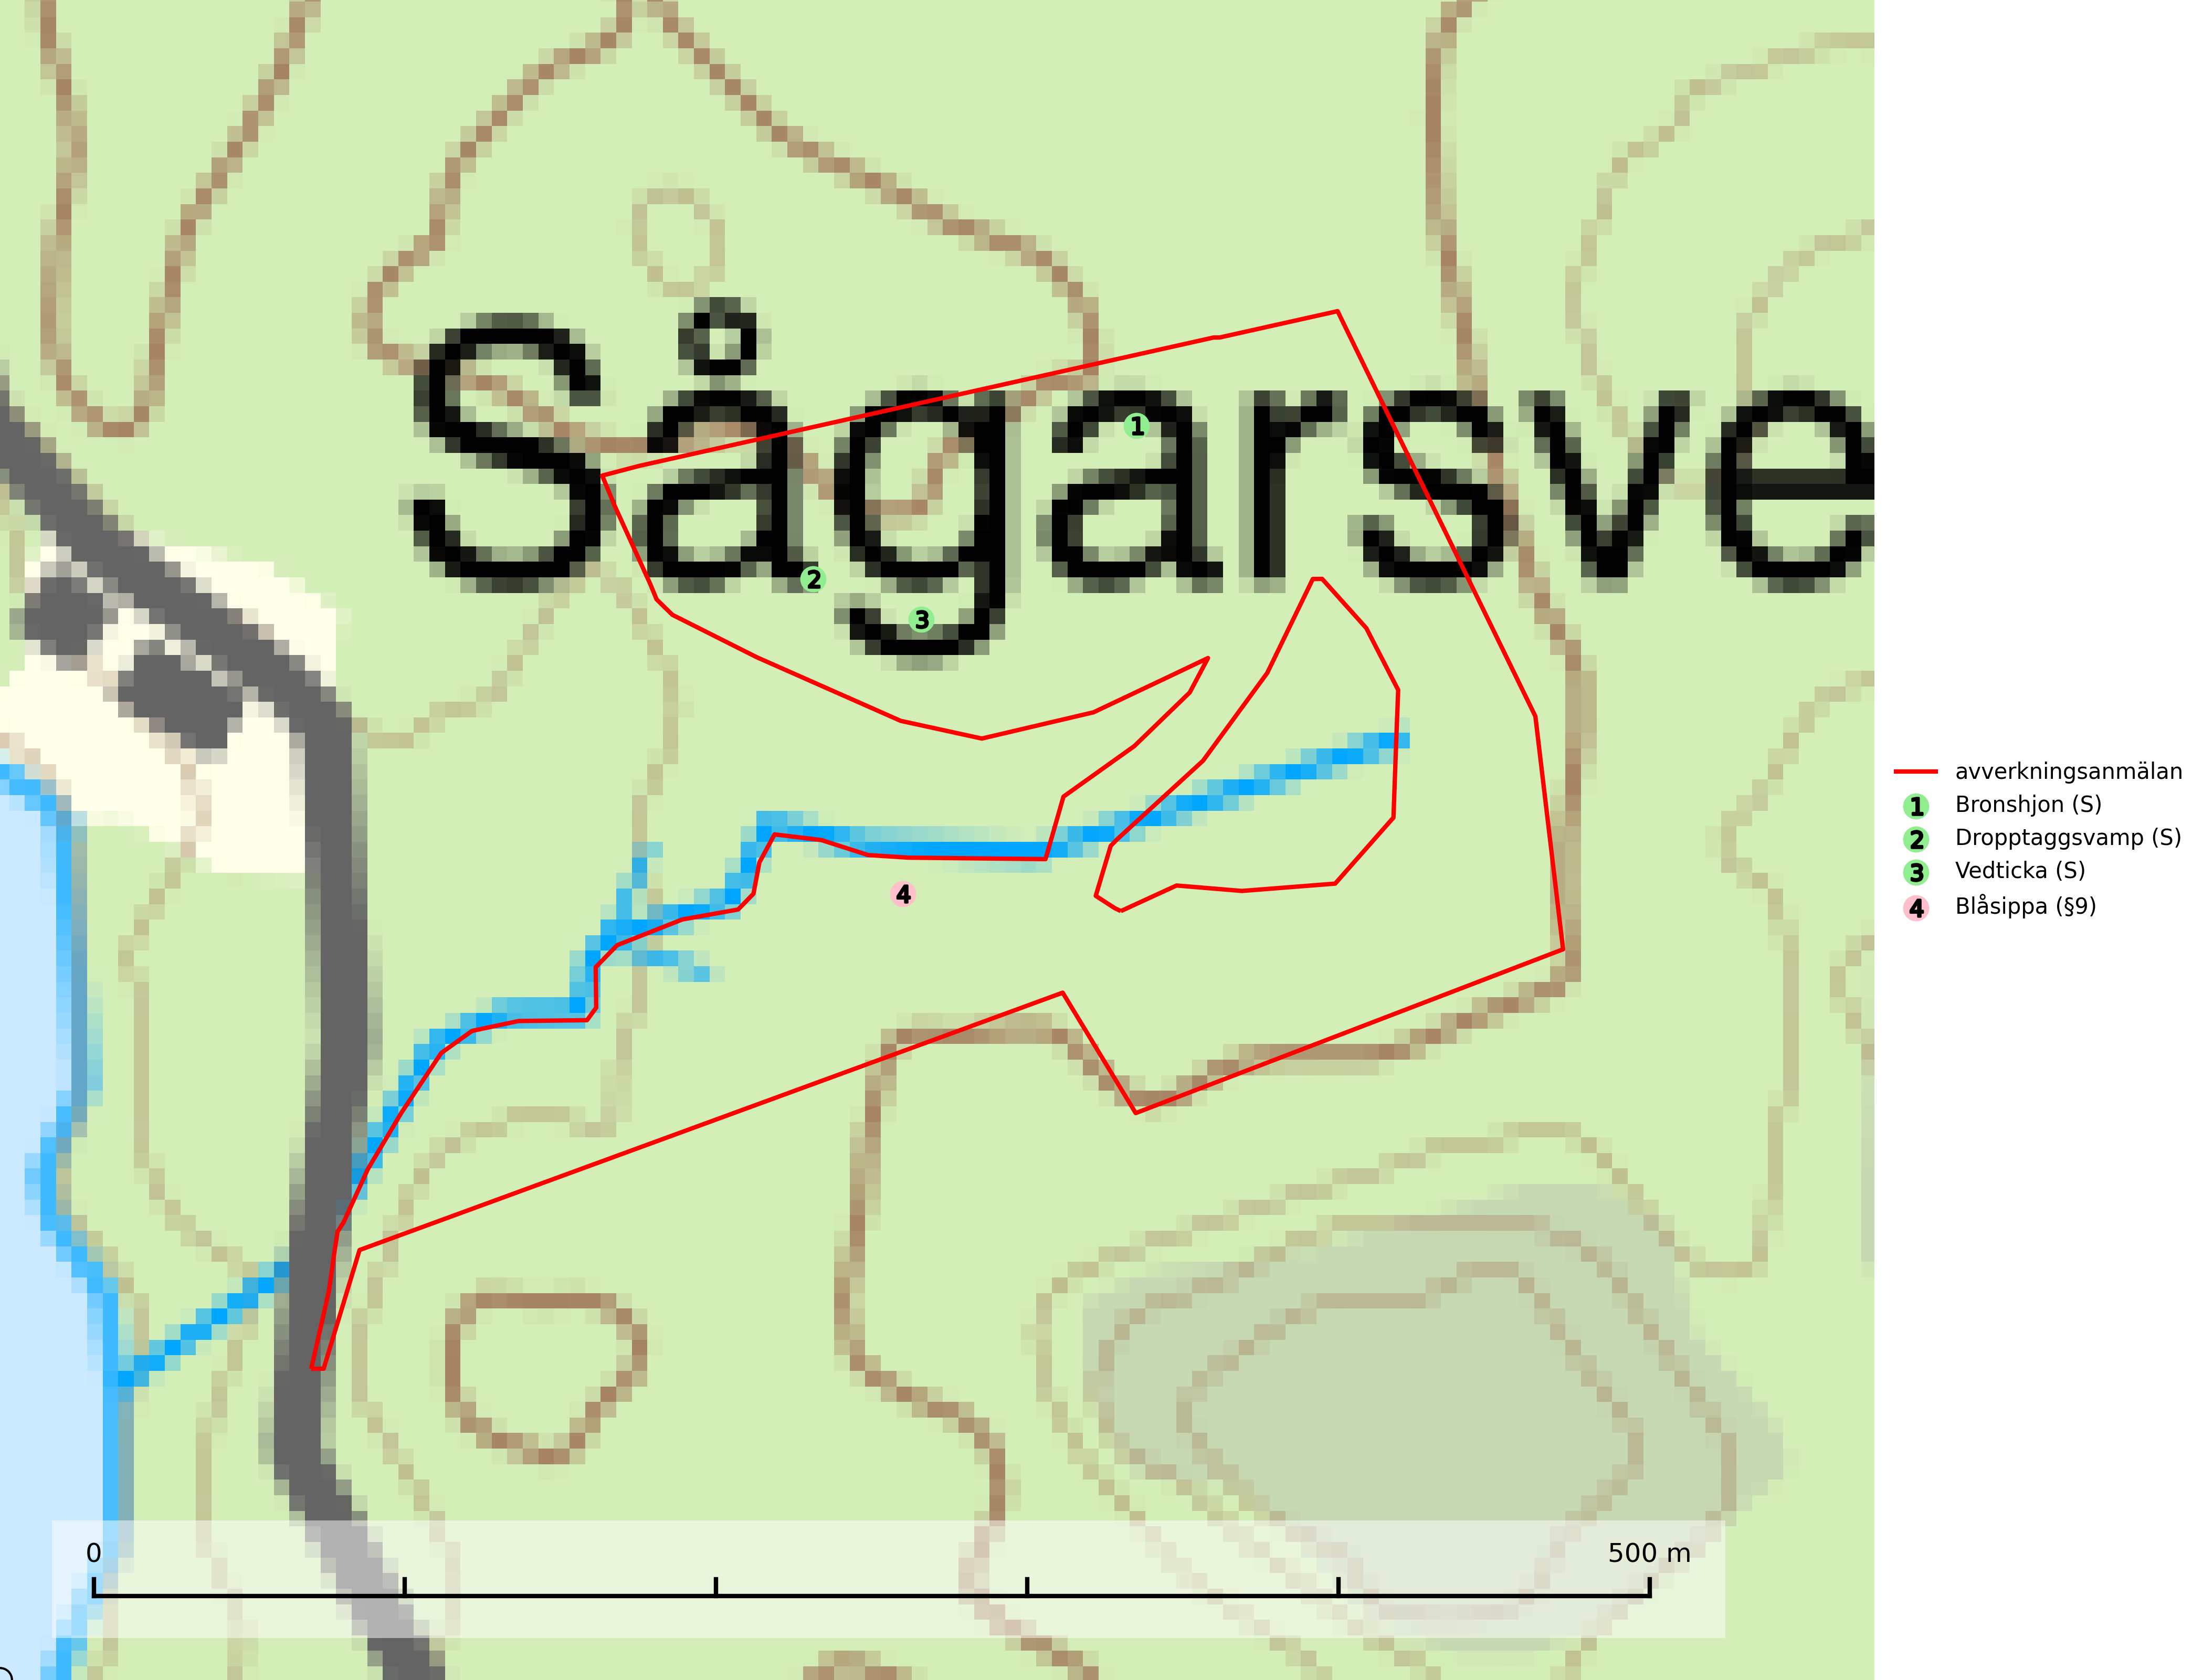 Sågarsve
1
2
3
4
avverkningsanmälan
1 Bronshjon (S)
2 Dropptaggsvamp (S)
3 Vedticka (S)
4 Blåsippa (§9)
0 500 m